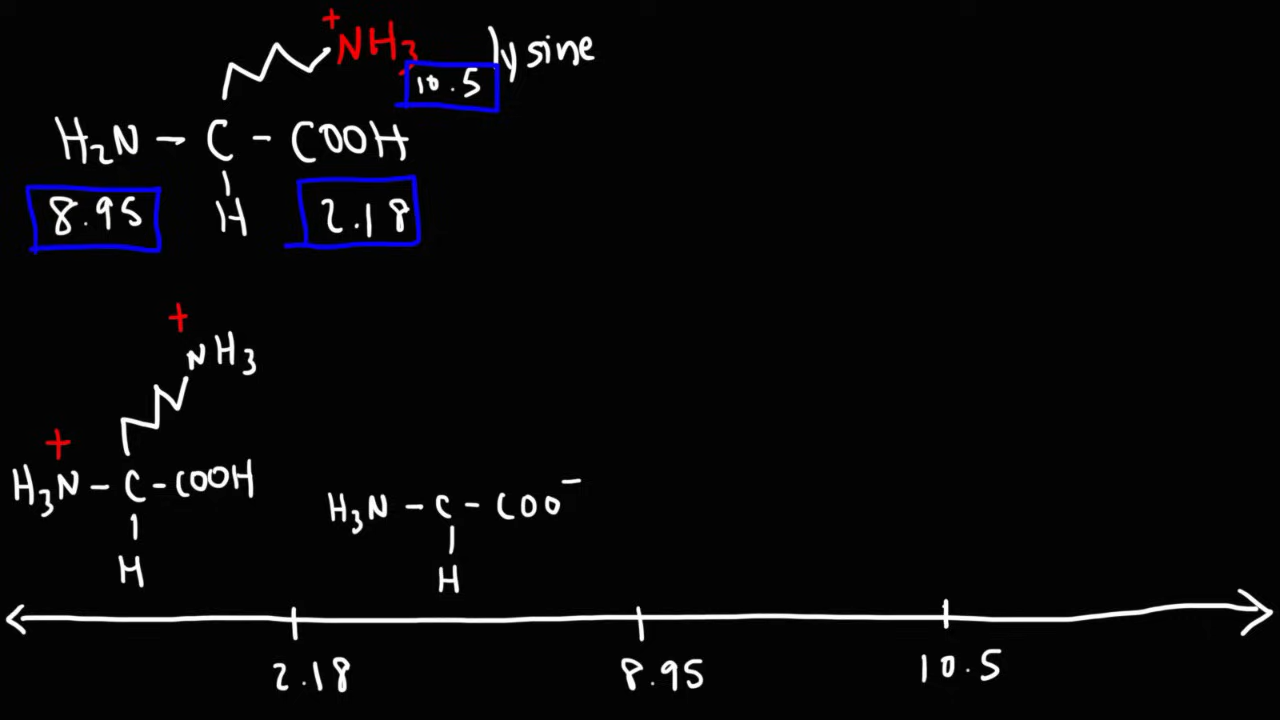 +
NH3 lysine
10.5
H2N - C - COOH
8.95 H 2.18
+
NH3
+
H3N - C - COOH
H
H3N - C - COO−
H
2.18 8.95 10.5